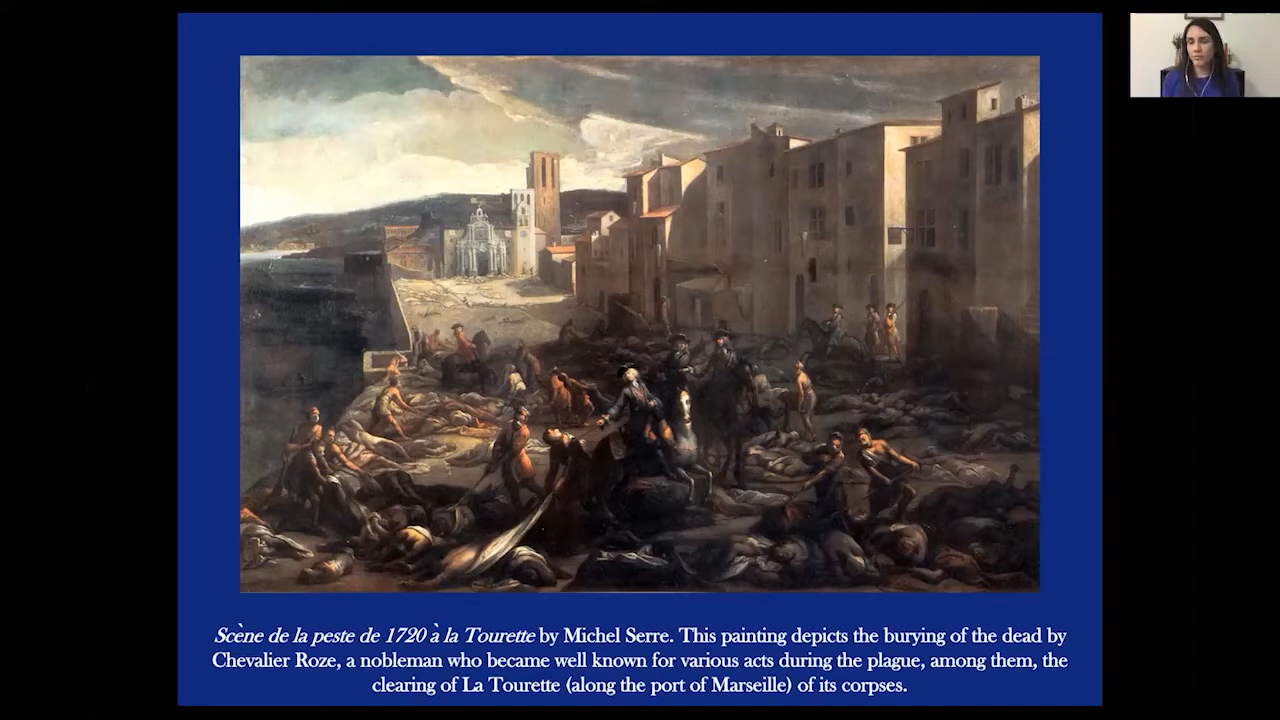 Scène de la peste de 1720 à la Tourette by Michel Serre. This painting depicts the burying of the dead by
Chevalier Roze, a nobleman who became well known for various acts during the plague, among them, the
clearing of La Tourette (along the port of Marseille) of its corpses.